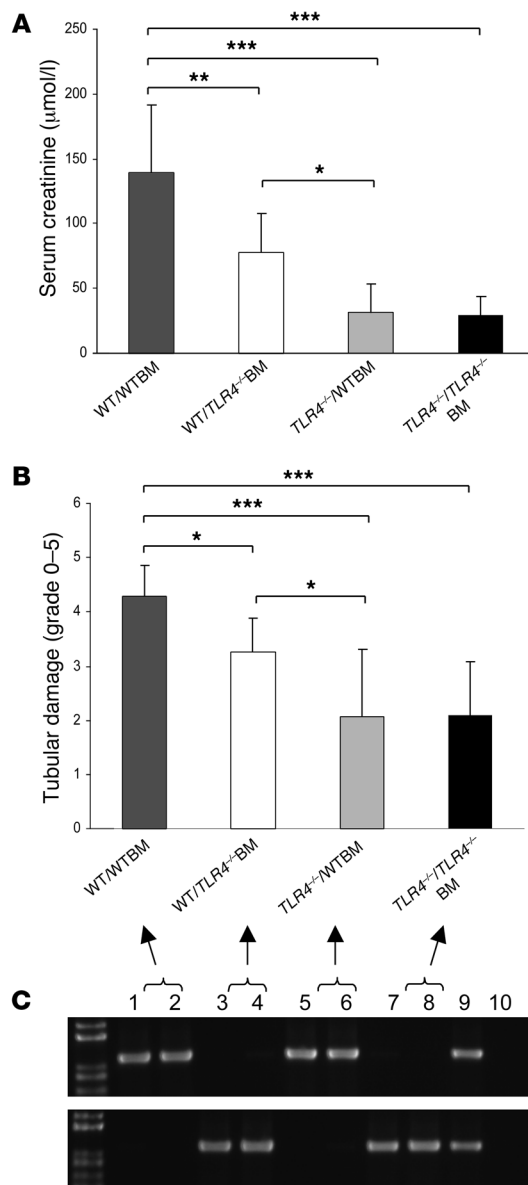 A
Serum creatinine (μmol/l)
250
200
150
100
50
0
***
***
**
*
WT/WTBM
WT/TLR4⁻/⁻BM
TLR4⁻/⁻/WTBM
TLR4⁻/⁻/TLR4⁻/⁻
BM
B
Tubular damage (grade 0–5)
6
5
4
3
2
1
0
***
***
*
*
WT/WTBM
WT/TLR4⁻/⁻BM
TLR4⁻/⁻/WTBM
TLR4⁻/⁻/TLR4⁻/⁻
BM
C
1 2 3 4 5 6 7 8 9 10